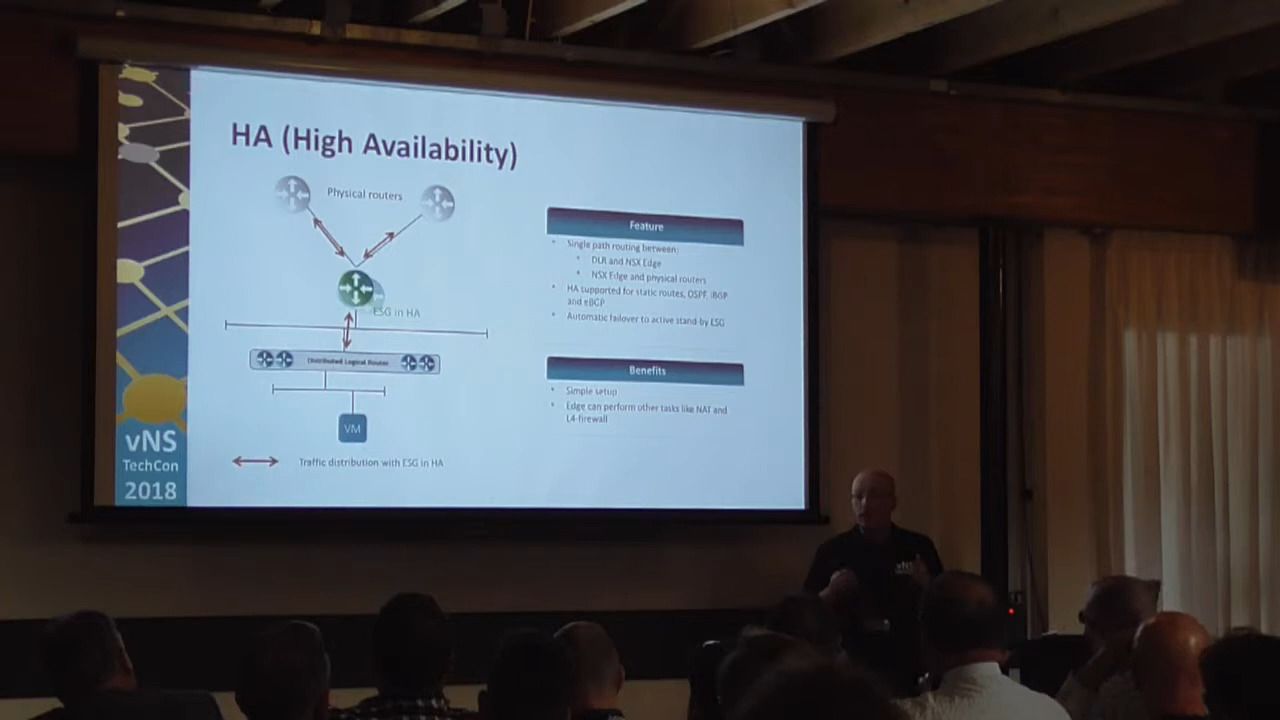 HA (High Availability)
Physical routers
ESG in HA
Distributed Logical Router
VM
Traffic distribution with ESG in HA
Feature
• Single path routing between:
• DLR and NSX Edge
• NSX Edge and physical routers
• HA supported for static routes, OSPF, iBGP
and eBGP
• Automatic failover to active stand-by ESG
Benefits
• Simple setup
• Edge can perform other tasks like NAT and
L4-firewall
vNS
TechCon
2018
vNS